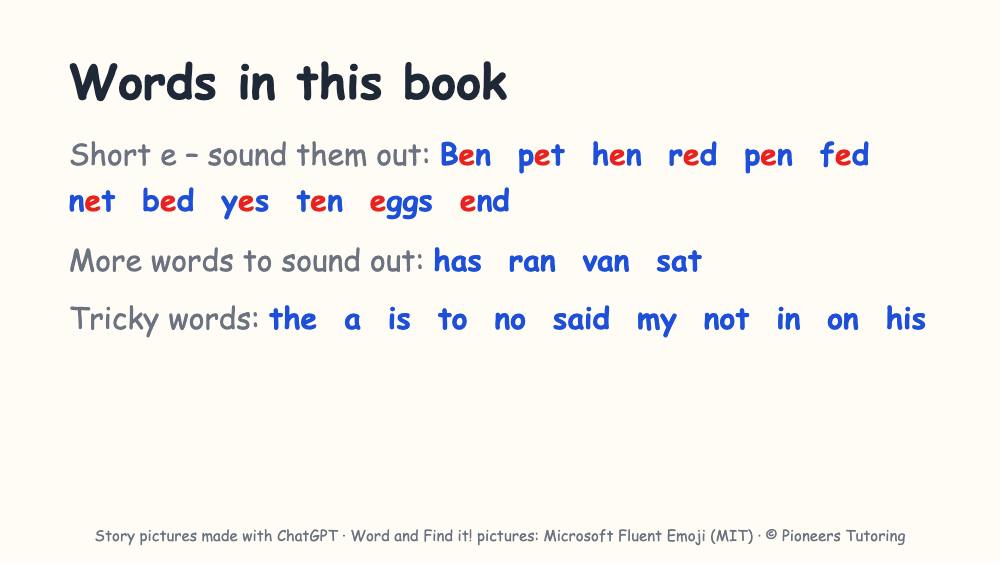 Words in this book
Short e – sound them out: Ben pet hen red pen fed
net bed yes ten eggs end
More words to sound out: has ran van sat
Tricky words: the a is to no said my not in on his
Story pictures made with ChatGPT · Word and Find it! pictures: Microsoft Fluent Emoji (MIT) · © Pioneers Tutoring